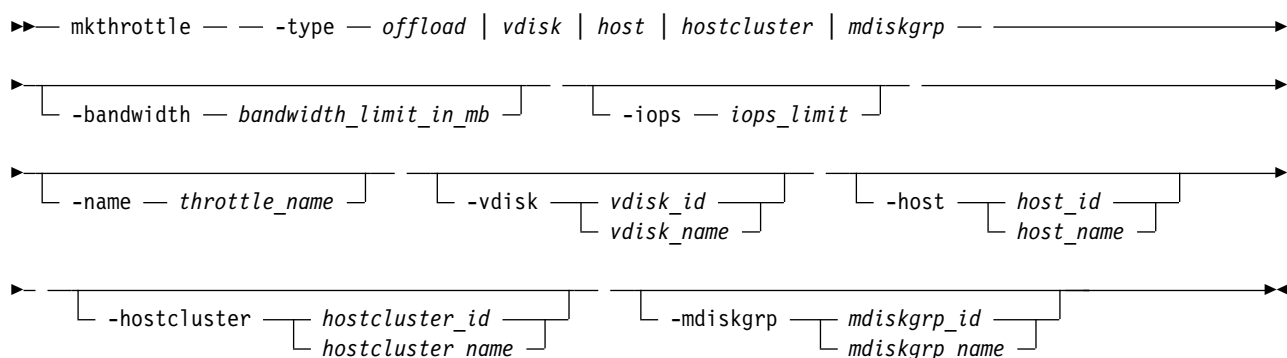 mkthrottle -type offload | vdisk | host | hostcluster | mdiskgrp
-bandwidth bandwidth_limit_in_mb -iops iops_limit
-name throttle_name -vdisk vdisk_id -host host_id
vdisk_name host_name
-hostcluster hostcluster_id -mdiskgrp mdiskgrp_id
hostcluster_name mdiskgrp_name